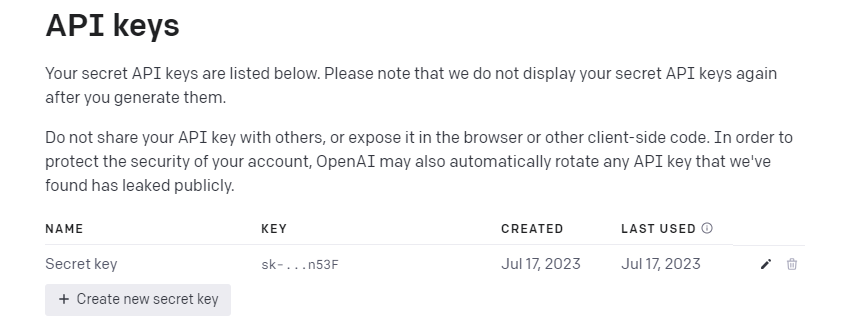 API keys
Your secret API keys are listed below. Please note that we do not display your secret API keys again
after you generate them.
Do not share your API key with others, or expose it in the browser or other client-side code. In order to
protect the security of your account, OpenAI may also automatically rotate any API key that we've
found has leaked publicly.
NAME KEY CREATED LAST USED
Secret key sk-...n53F Jul 17, 2023 Jul 17, 2023
+ Create new secret key